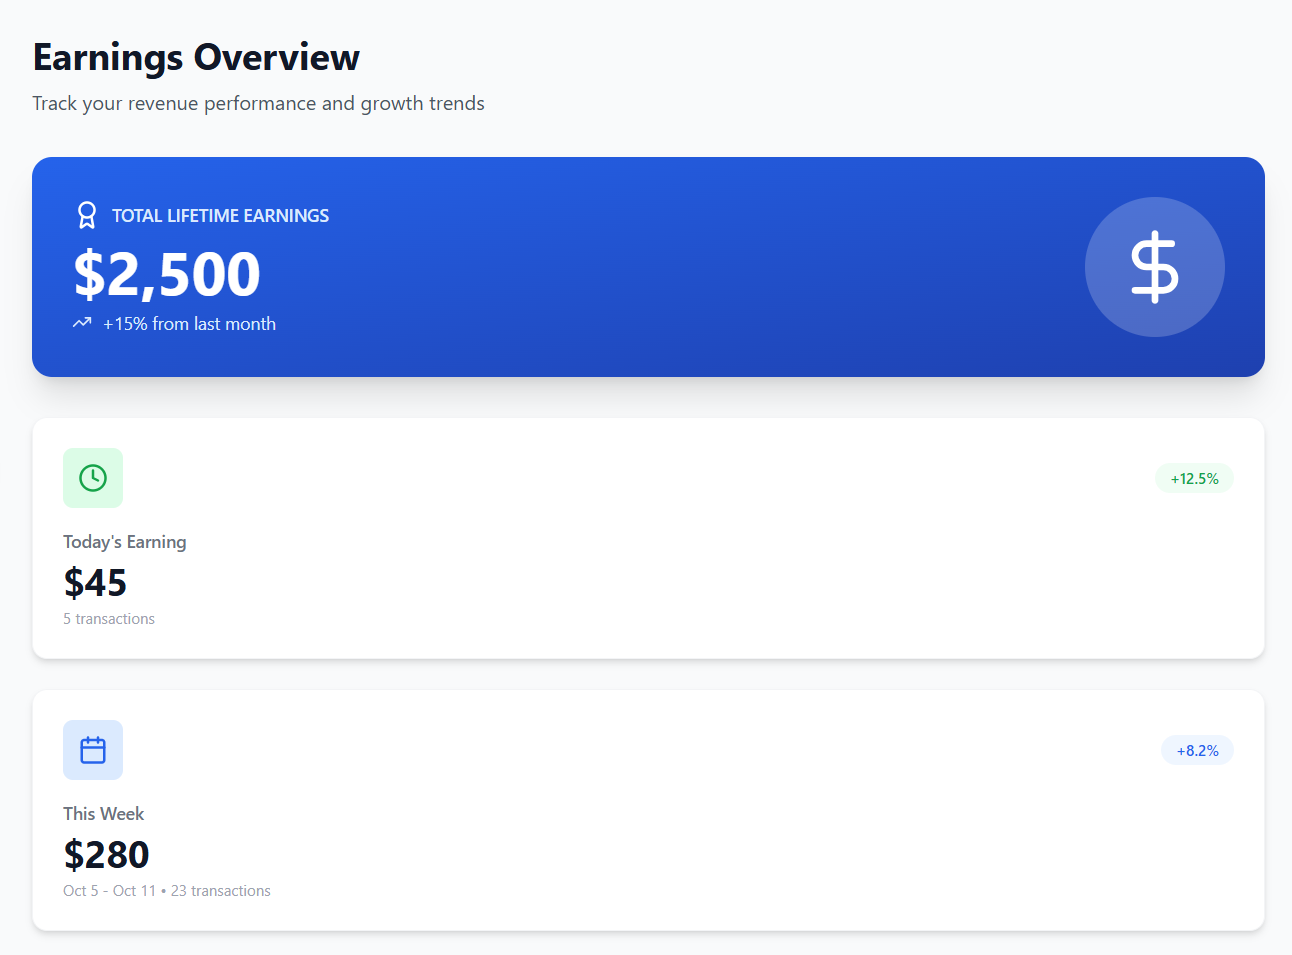 Earnings Overview
Track your revenue performance and growth trends
TOTAL LIFETIME EARNINGS
$2,500
+15% from last month
+12.5%
Today's Earning
$45
5 transactions
+8.2%
This Week
$280
Oct 5 - Oct 11 • 23 transactions